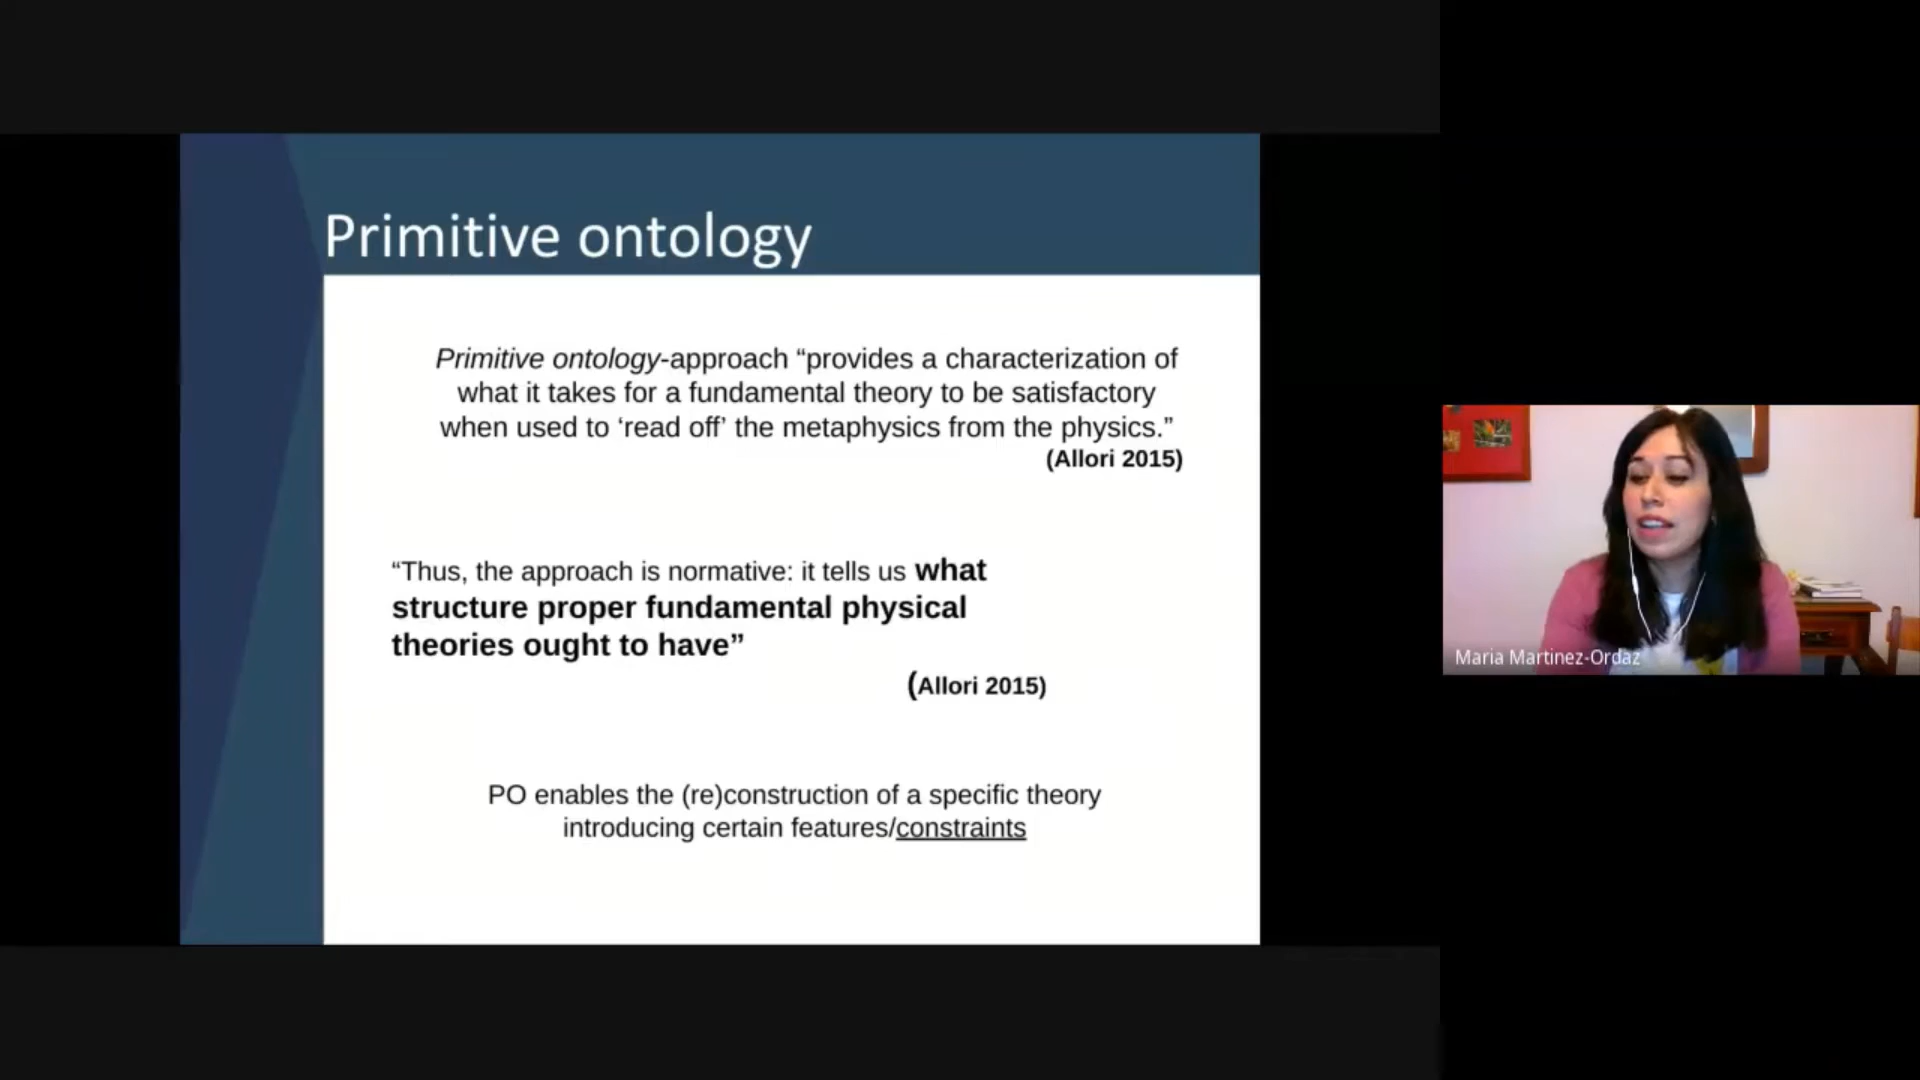 Primitive ontology
Primitive ontology-approach “provides a characterization of
what it takes for a fundamental theory to be satisfactory
when used to ‘read off’ the metaphysics from the physics.”
(Allori 2015)
“Thus, the approach is normative: it tells us what
structure proper fundamental physical
theories ought to have”
(Allori 2015)
PO enables the (re)construction of a specific theory
introducing certain features/constraints
Maria Martinez-Ordaz